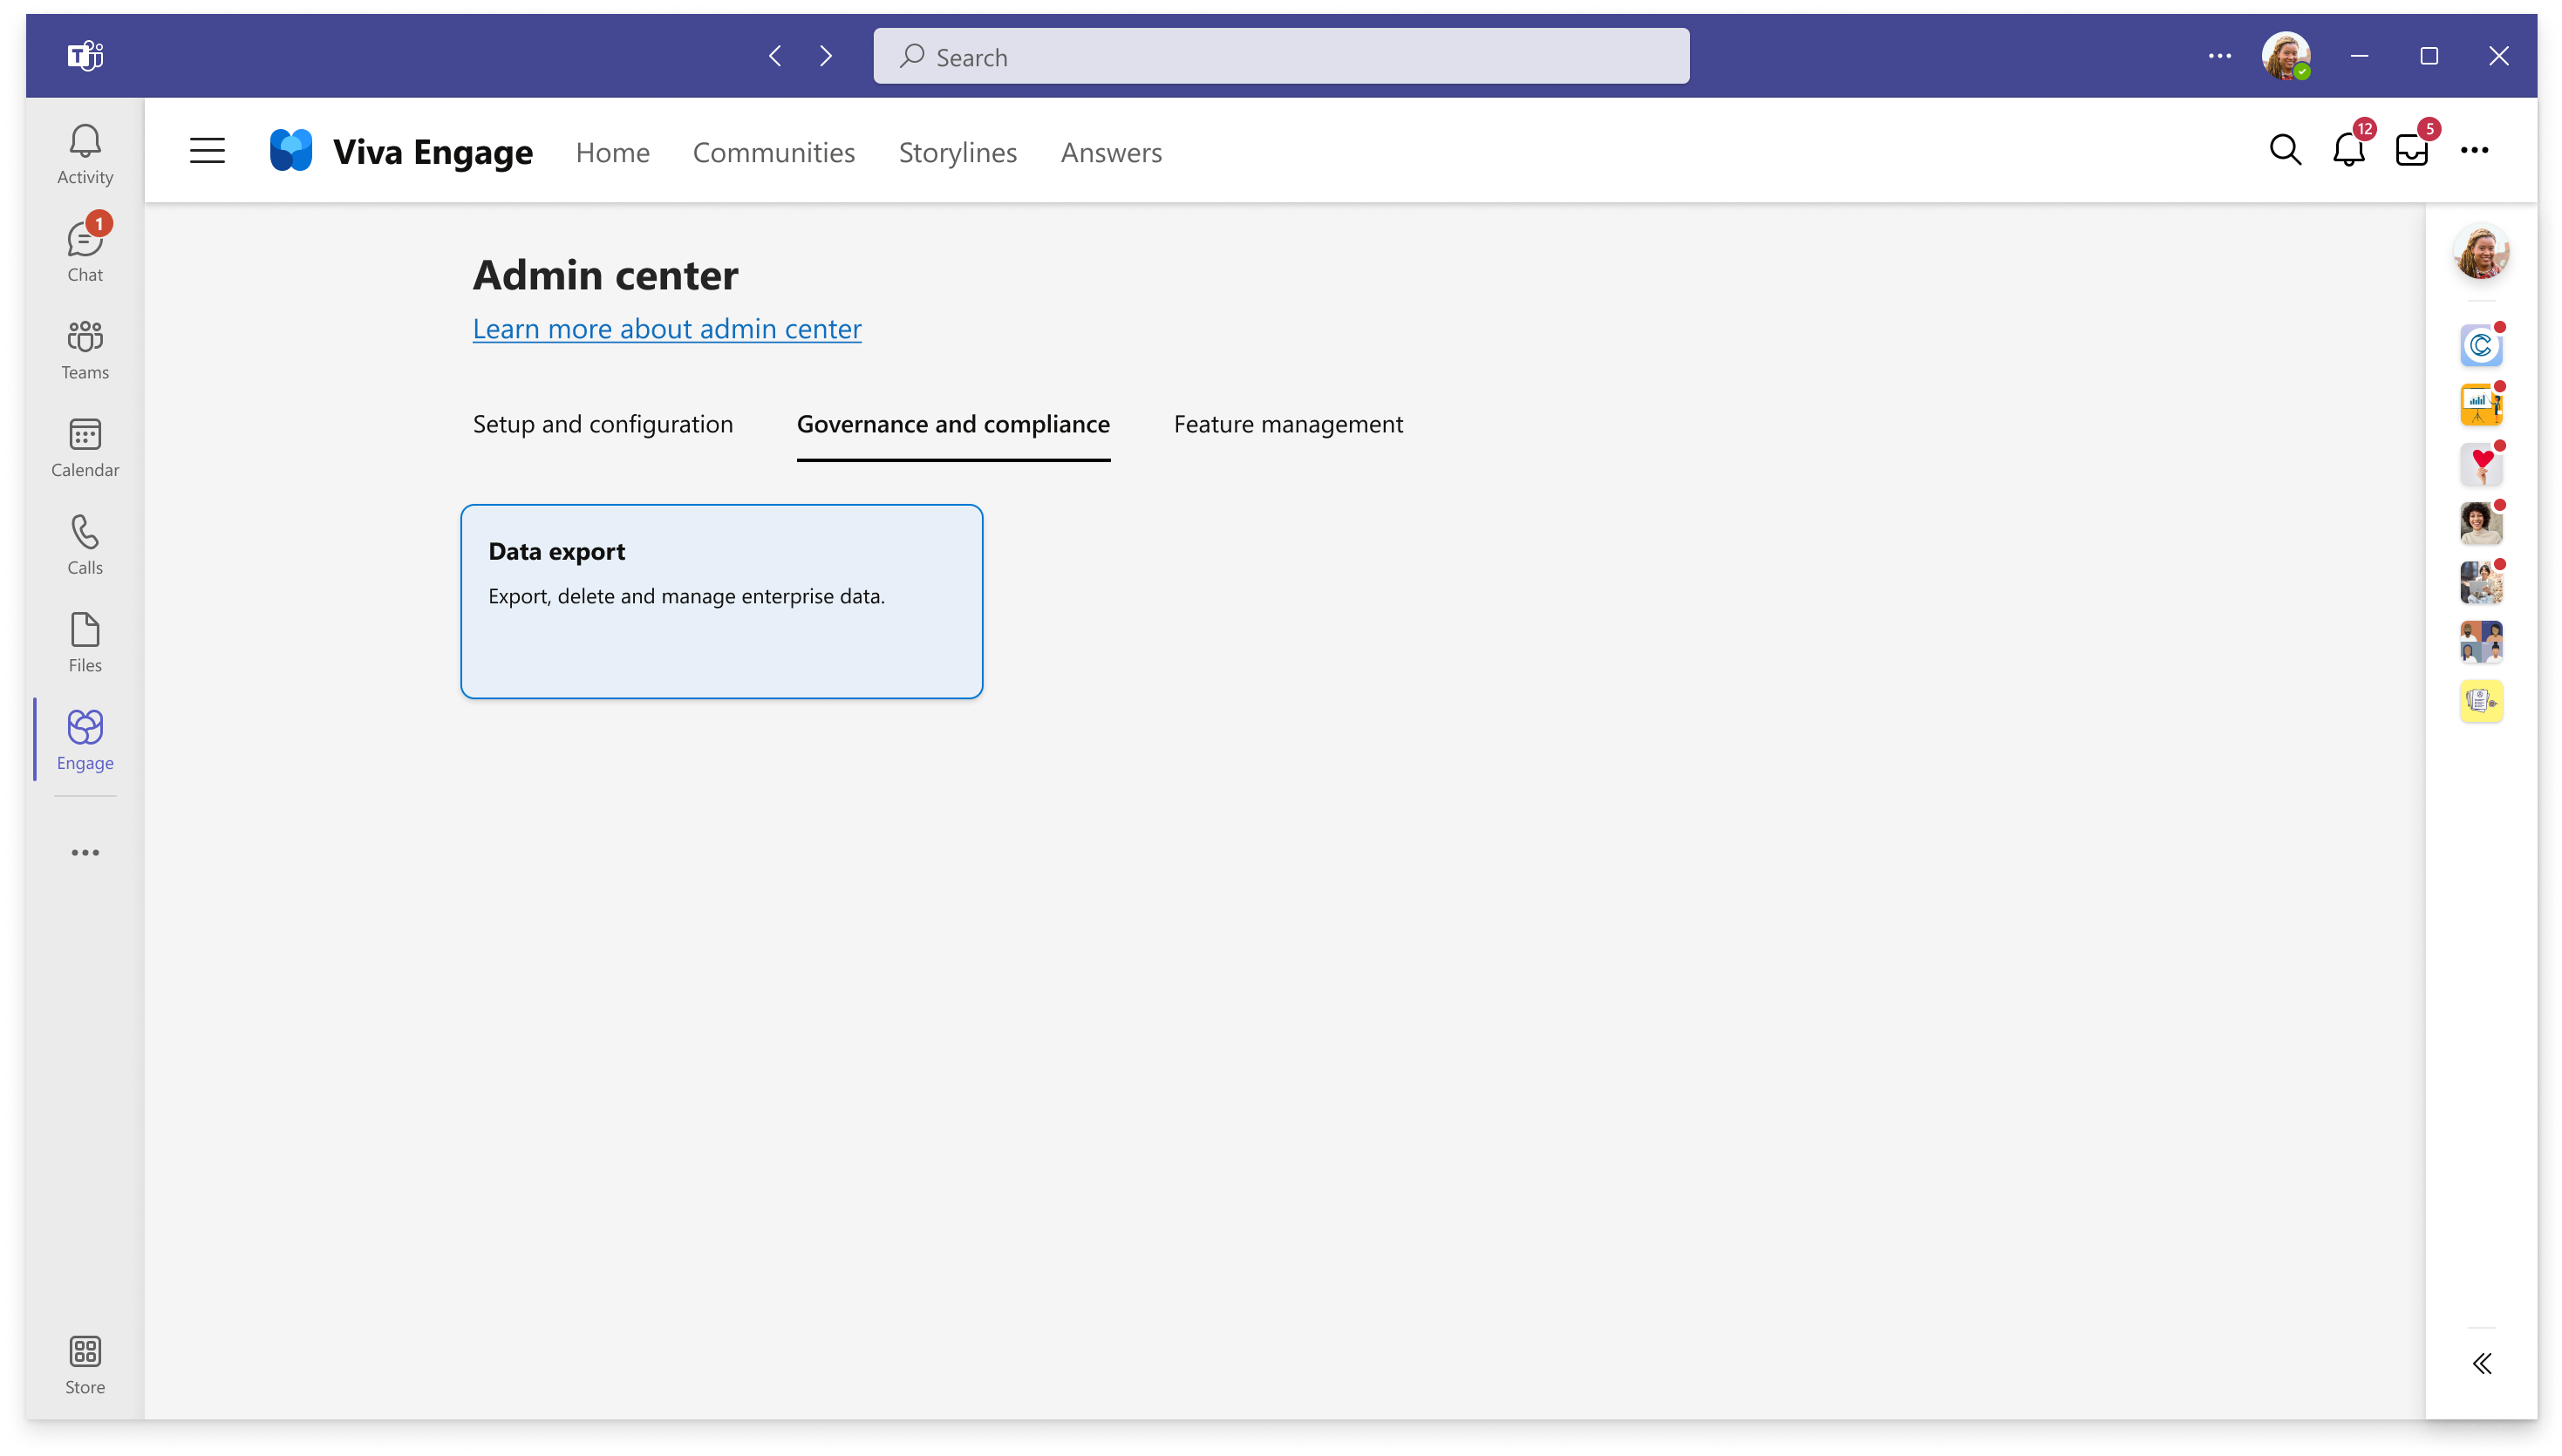 Search
Activity
1
Chat
Teams
Calendar
Calls
Files
Engage
Store
Viva Engage
Home
Communities
Storylines
Answers
12
5
Admin center
Learn more about admin center
Setup and configuration
Governance and compliance
Feature management
Data export
Export, delete and manage enterprise data.